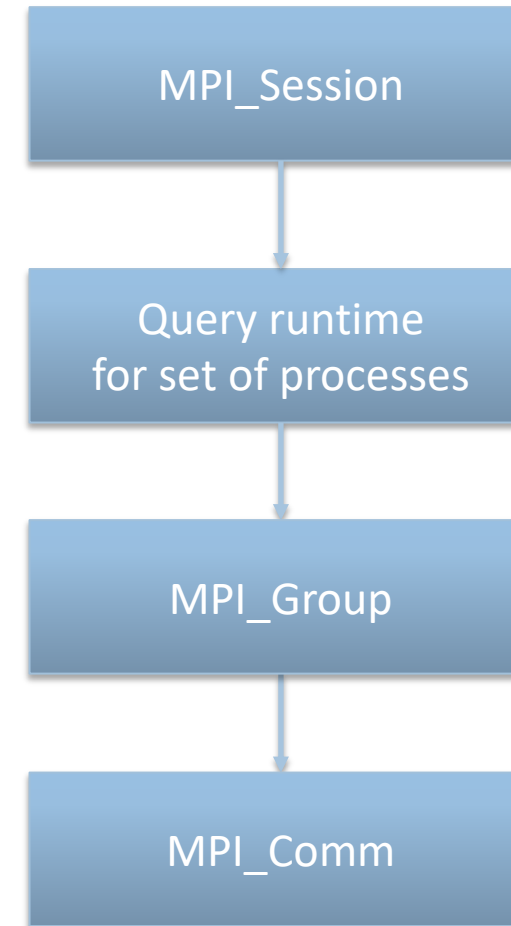 MPI_Session
Query runtime
for set of processes
MPI_Group
MPI_Comm